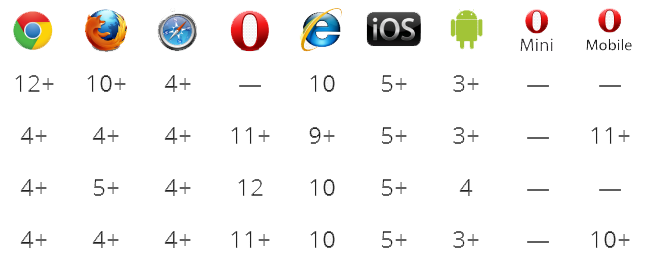 iOS
Mini Mobile
12+ 10+ 4+ — 10 5+ 3+ — —
4+ 4+ 4+ 11+ 9+ 5+ 3+ — 11+
4+ 5+ 4+ 12 10 5+ 4 — —
4+ 4+ 4+ 11+ 10 5+ 3+ — 10+